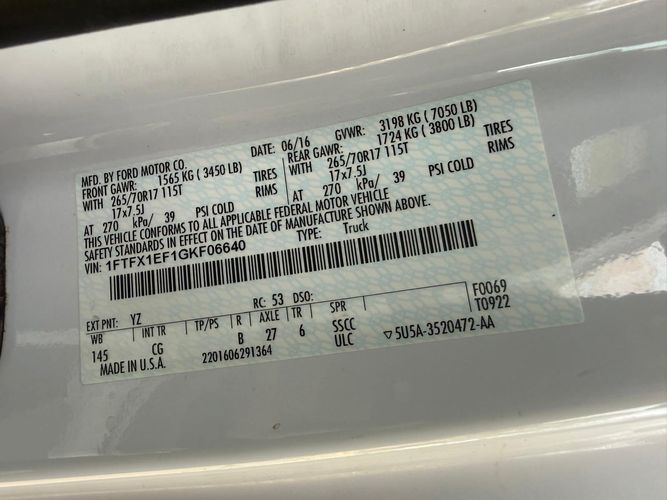 MFD. BY FORD MOTOR CO. DATE: 06/16 GVWR: 3198 KG ( 7050 LB)
FRONT GAWR: 1565 KG ( 3450 LB) REAR GAWR: 1724 KG ( 3800 LB)
WITH 265/70R17 115T TIRES WITH 265/70R17 115T TIRES
17x7.5J RIMS 17x7.5J RIMS
AT 270 kPa/ 39 PSI COLD AT 270 kPa/ 39 PSI COLD
THIS VEHICLE CONFORMS TO ALL APPLICABLE FEDERAL MOTOR VEHICLE
SAFETY STANDARDS IN EFFECT ON THE DATE OF MANUFACTURE SHOWN ABOVE.
VIN: 1FTFX1EF1GKF06640 TYPE: Truck
EXT PNT: YZ RC: 53 DSO: F0069
WB INT TR TP/PS R AXLE TR SPR T0922
145 CG B 27 6 SSCC
MADE IN U.S.A. 2201606291364 ULC ▽5U5A-3520472-AA